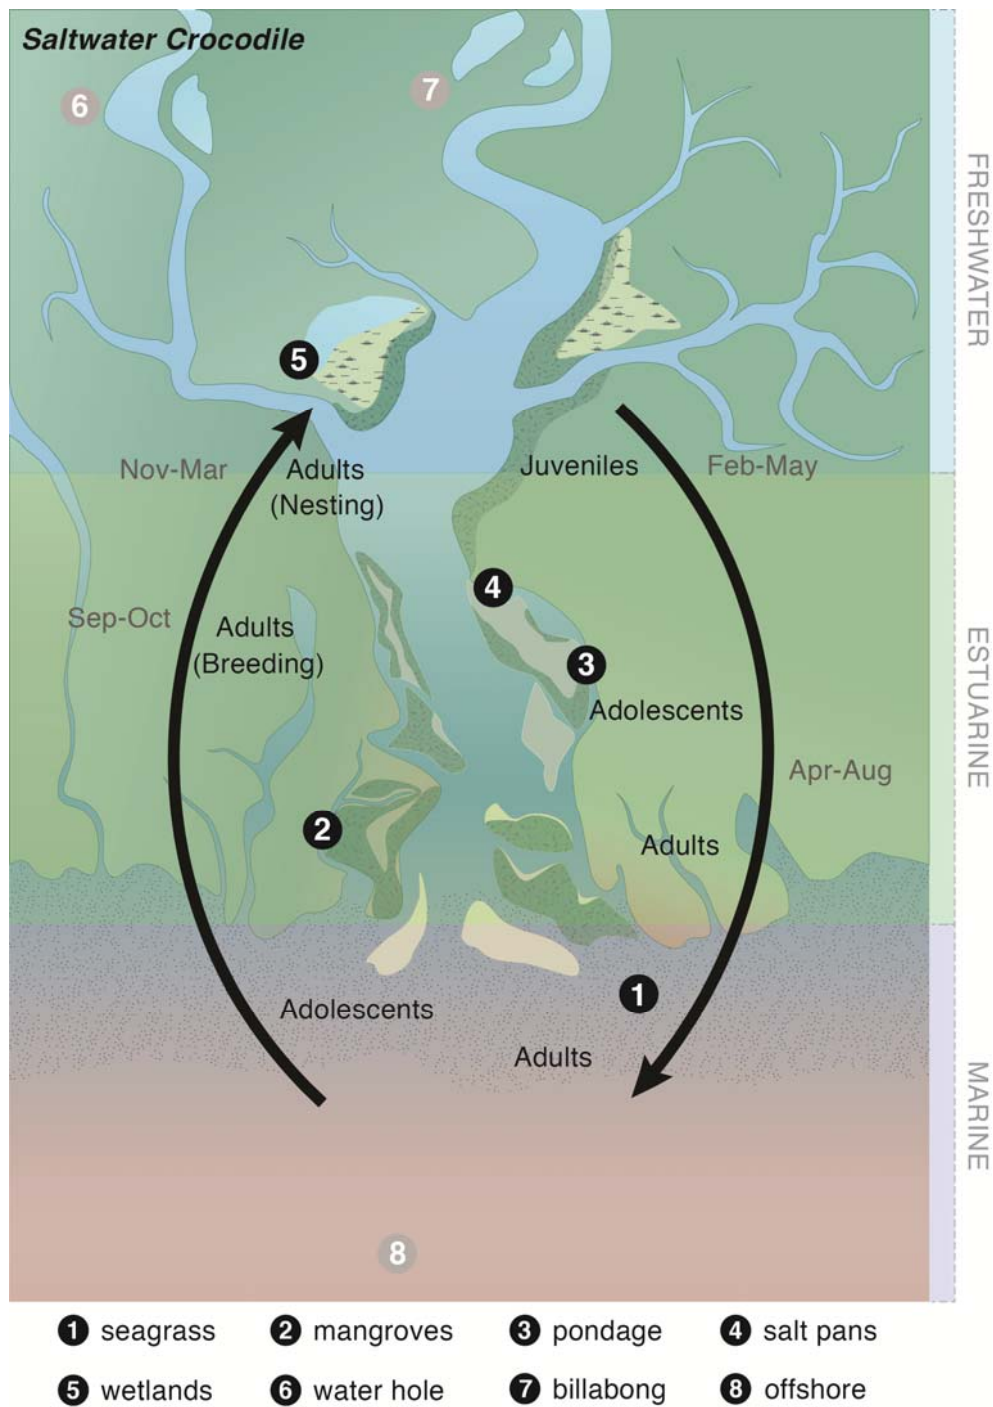 Saltwater Crocodile
6
7
FRESHWATER
5
Nov-Mar
Adults
(Nesting)
Juveniles
Feb-May
4
Sep-Oct
Adults
(Breeding)
3
Adolescents
ESTUARINE
Apr-Aug
2
Adults
1
Adolescents
Adults
MARINE
8
1 seagrass 2 mangroves 3 pondage 4 salt pans
5 wetlands 6 water hole 7 billabong 8 offshore